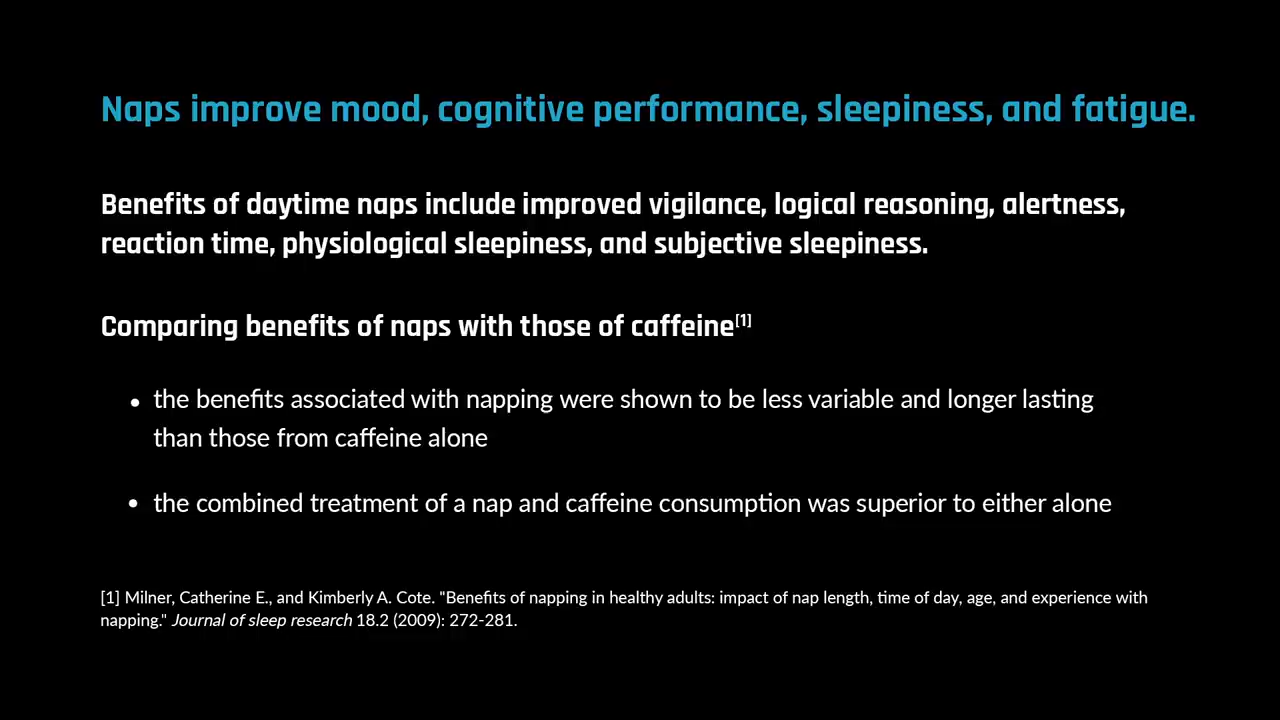 Naps improve mood, cognitive performance, sleepiness, and fatigue.
Benefits of daytime naps include improved vigilance, logical reasoning, alertness,
reaction time, physiological sleepiness, and subjective sleepiness.
Comparing benefits of naps with those of caffeine[1]
• the benefits associated with napping were shown to be less variable and longer lasting
than those from caffeine alone
• the combined treatment of a nap and caffeine consumption was superior to either alone
[1] Milner, Catherine E., and Kimberly A. Cote. "Benefits of napping in healthy adults: impact of nap length, time of day, age, and experience with
napping." Journal of sleep research 18.2 (2009): 272-281.